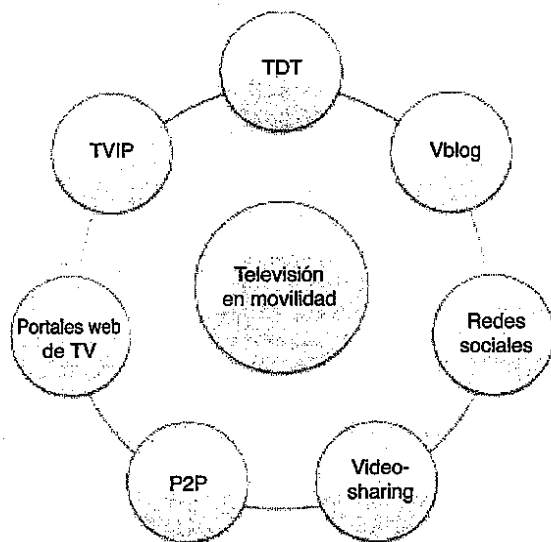 TDT
TVIP
Vblog
Televisión
en movilidad
Portales web
de TV
Redes
sociales
P2P
Video-
sharing